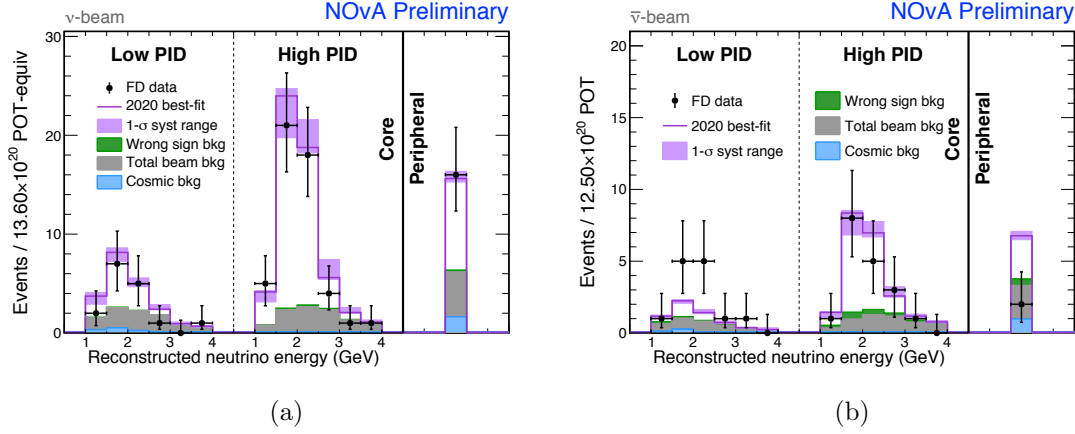 ν-beam
NOνA Preliminary
Low PID
High PID
FD data
2020 best-fit
1-σ syst range
Wrong sign bkg
Total beam bkg
Cosmic bkg
Core
Peripheral
Events / 13.60×10²⁰ POT-equiv
0
10
20
30
1 2 3 4 1 2 3 4
Reconstructed neutrino energy (GeV)
(a)
ν̅-beam
NOνA Preliminary
Low PID
High PID
FD data
2020 best-fit
1-σ syst range
Wrong sign bkg
Total beam bkg
Cosmic bkg
Core
Peripheral
Events / 12.50×10²⁰ POT
0
5
10
15
20
1 2 3 4 1 2 3 4
Reconstructed neutrino energy (GeV)
(b)